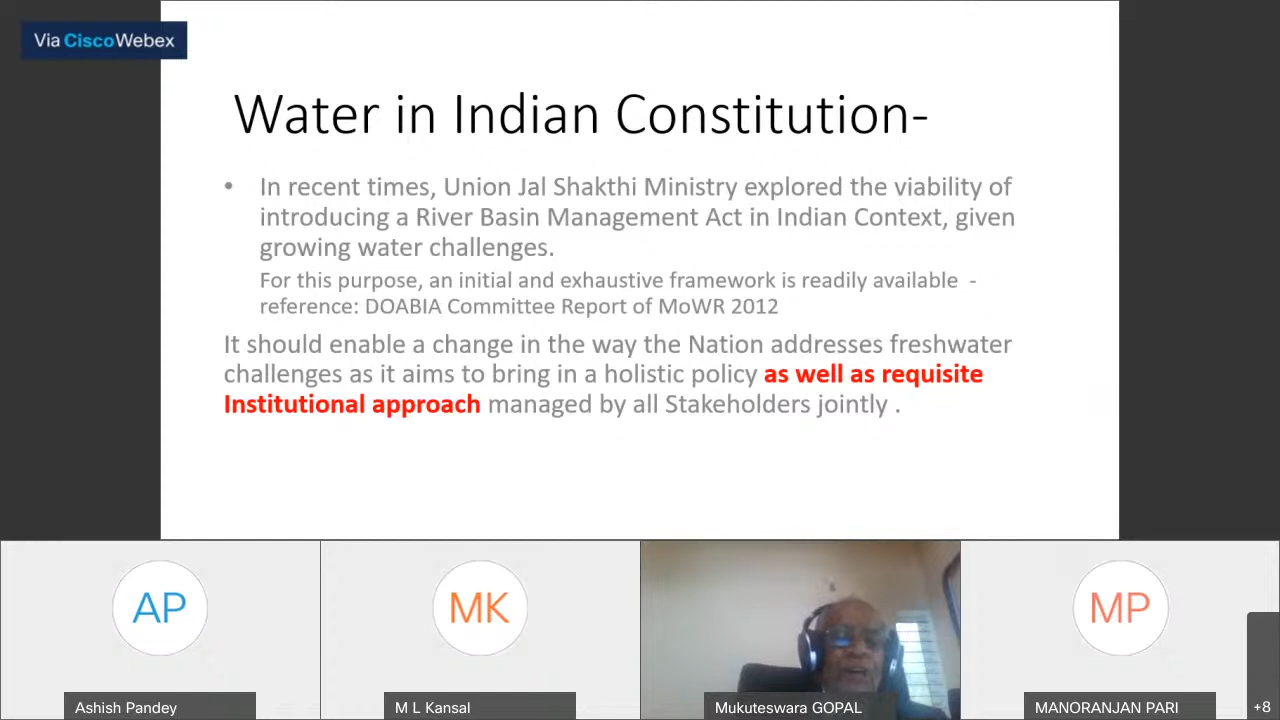 Via CiscoWebex
Water in Indian Constitution-
• In recent times, Union Jal Shakthi Ministry explored the viability of
introducing a River Basin Management Act in Indian Context, given
growing water challenges.
For this purpose, an initial and exhaustive framework is readily available -
reference: DOABIA Committee Report of MoWR 2012
It should enable a change in the way the Nation addresses freshwater
challenges as it aims to bring in a holistic policy as well as requisite
Institutional approach managed by all Stakeholders jointly .
AP
MK
MP
Ashish Pandey
M L Kansal
Mukuteswara GOPAL
MANORANJAN PARI
+8